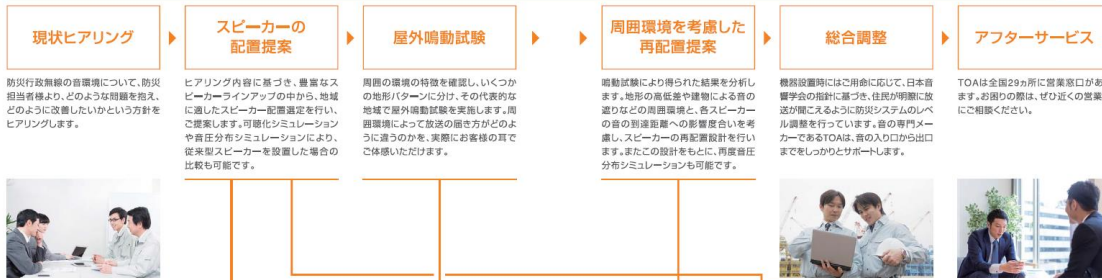 現状ヒアリング
防災行政無線の音環境について、防災
担当者様より、どのような問題を抱え、
どのように改善したいかという方針を
ヒアリングします。
スピーカーの
配置提案
ヒアリング内容に基づき、豊富なス
ピーカーラインアップの中から、地域
に適したスピーカー配置選定を行い、
ご提案します。可聴化シミュレーション
や音圧分布シミュレーションにより、
従来型スピーカーを設置した場合の
比較も可能です。
屋外鳴動試験
周囲の環境の特徴を確認し、いくつか
の地形パターンに分け、その代表的な
地域で屋外鳴動試験を実施します。周
囲環境によって放送の届き方がどのよ
うに違うのかを、実際にお客様の耳で
ご体感いただけます。
周囲環境を考慮した
再配置提案
鳴動試験により得られた結果を分析し
ます。地形の高低差や建物による音の
遮りなどの周囲環境と、各スピーカー
の音の到達距離への影響度合いを考
慮し、スピーカーの再配置設計を行い
ます。またこの設計をもとに、再度音圧
分布シミュレーションも可能です。
総合調整
機器設置時にはご用命に応じて、日本音
響学会の指針に基づき、住民が明瞭に放
送が聞こえるように防災システムのレベ
ル調整を行っています。音の専門メー
カーであるTOAは、音の入り口から出口
までをしっかりとサポートします。
アフターサービス
TOAは全国29ヵ所に営業窓口があ
ます。お困りの際は、ぜひ近くの営業
にご相談ください。